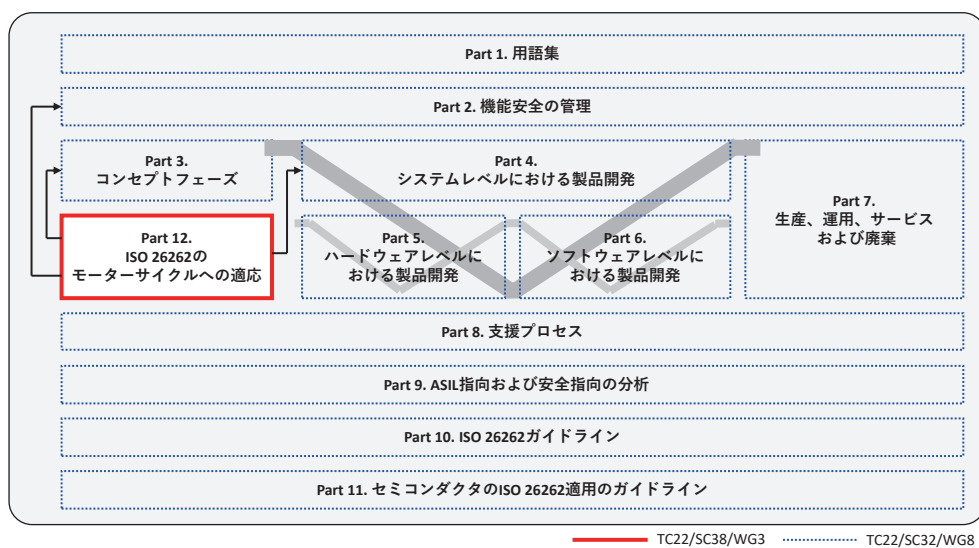 Part 1. 用語集
Part 2. 機能安全の管理
Part 3.
コンセプトフェーズ
Part 4.
システムレベルにおける製品開発
Part 7.
生産、運用、サービス
および廃棄
Part 12.
ISO 26262の
モーターサイクルへの適応
Part 5.
ハードウェアレベルに
おける製品開発
Part 6.
ソフトウェアレベルに
おける製品開発
Part 8. 支援プロセス
Part 9. ASIL指向および安全指向の分析
Part 10. ISO 26262ガイドライン
Part 11. セミコンダクタのISO 26262適用のガイドライン
TC22/SC38/WG3
TC22/SC32/WG8